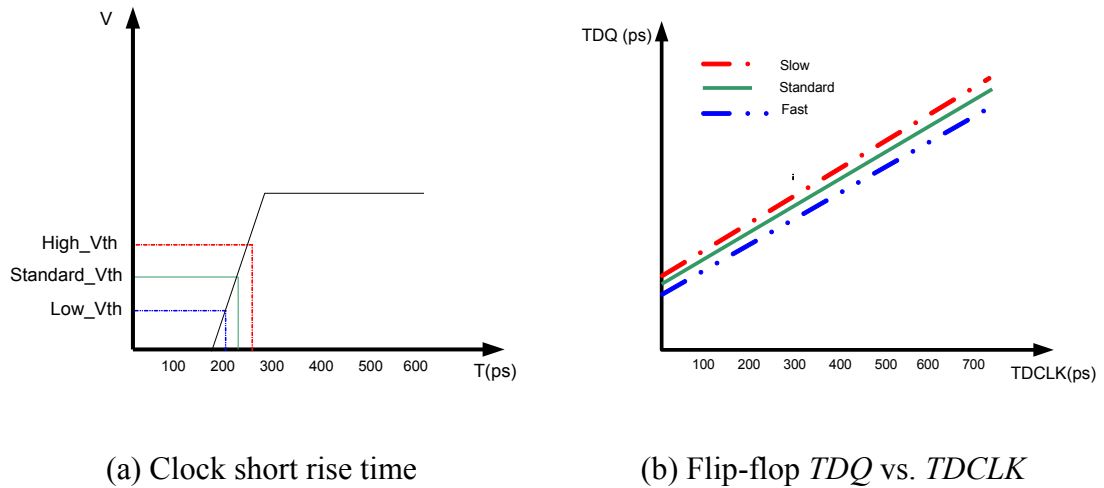 V
High_Vth
Standard_Vth
Low_Vth
100 200 300 400 500 600
T(ps)
(a) Clock short rise time
TDQ (ps)
Slow
Standard
Fast
i
100 200 300 400 500 600 700
TDCLK(ps)
(b) Flip-flop TDQ vs. TDCLK